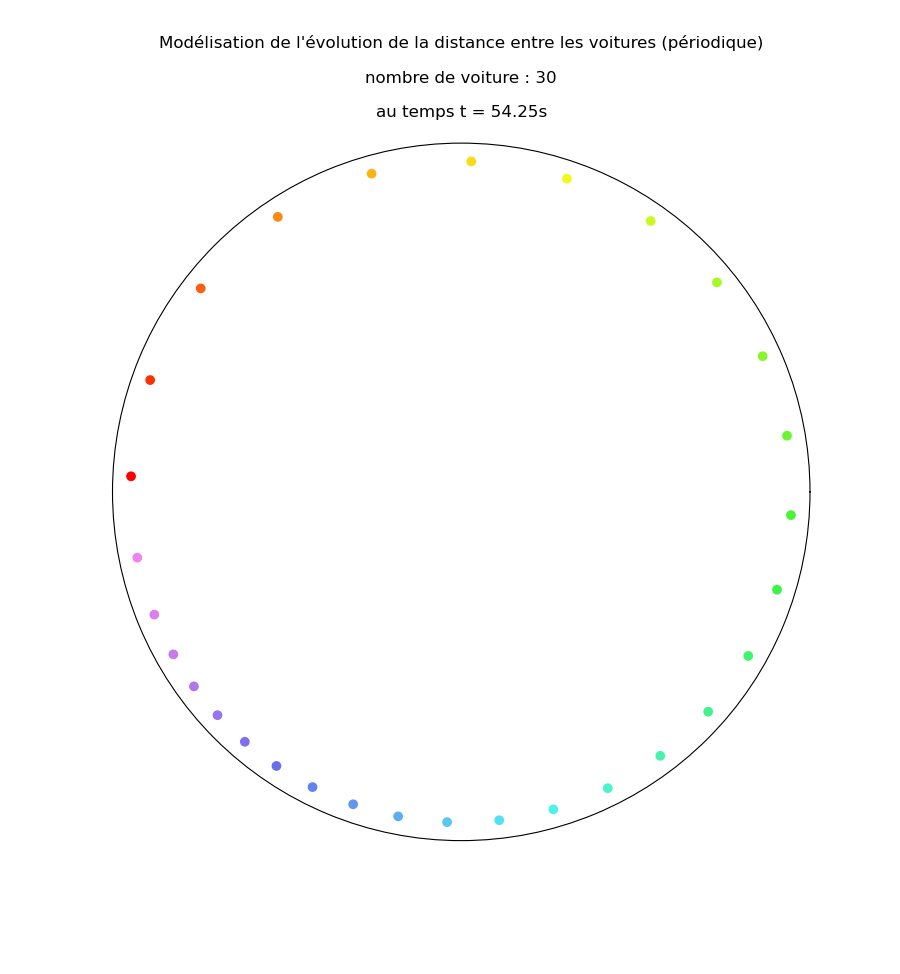 Modélisation de l'évolution de la distance entre les voitures (périodique)
nombre de voiture : 30
au temps t = 54.25s